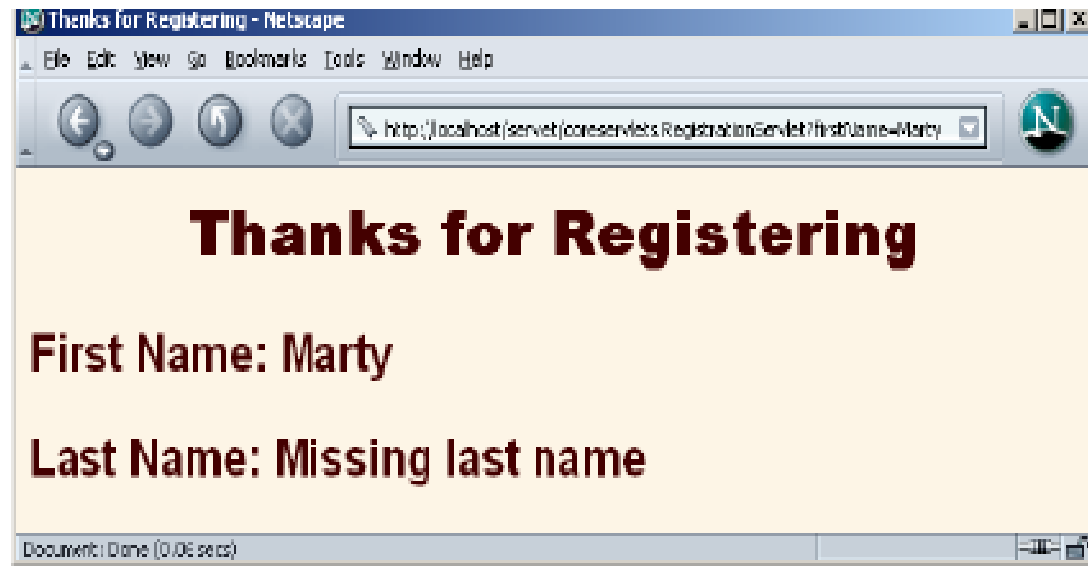 Thanks for Registering - Netscape
File Edit View Go Bookmarks Tools Window Help
http://localhost/servlet/coreservlets.RegistrationServlet?firstName=Marty
N
Thanks for Registering
First Name: Marty
Last Name: Missing last name
Document: Done (0.06 secs)